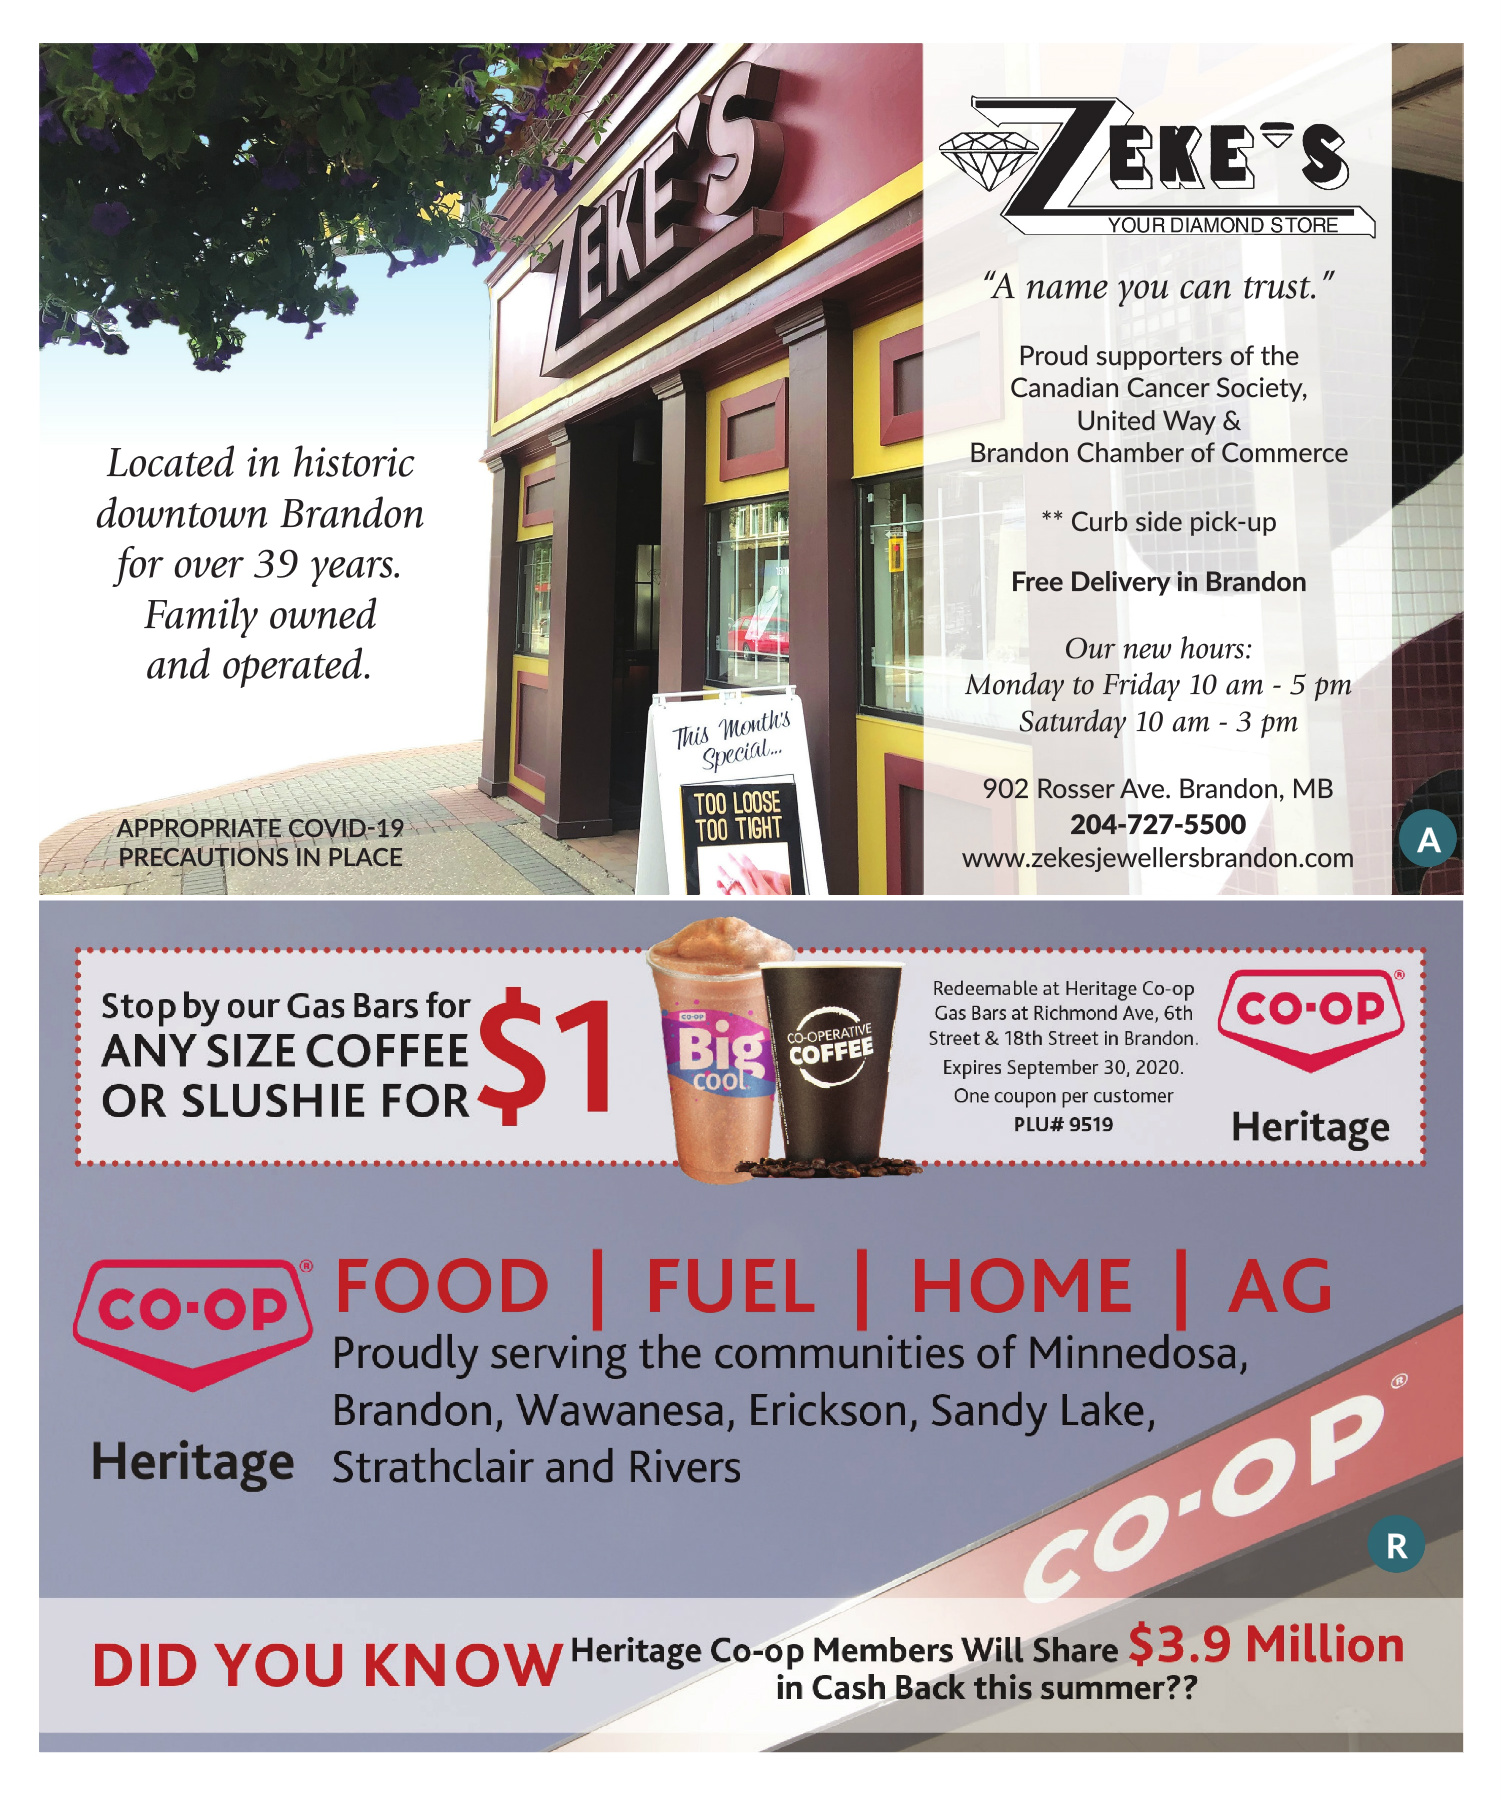 ZEKE'S
ZEKE'S
YOUR DIAMOND STORE
“A name you can trust.”
Proud supporters of the
Canadian Cancer Society,
United Way &
Brandon Chamber of Commerce
** Curb side pick-up
Free Delivery in Brandon
Our new hours:
Monday to Friday 10 am - 5 pm
Saturday 10 am - 3 pm
902 Rosser Ave. Brandon, MB
204-727-5500
www.zekesjewellersbrandon.com
A
Located in historic
downtown Brandon
for over 39 years.
Family owned
and operated.
APPROPRIATE COVID-19
PRECAUTIONS IN PLACE
This Month's
Special...
TOO LOOSE
TOO TIGHT
Stop by our Gas Bars for
ANY SIZE COFFEE
OR SLUSHIE FOR
$1
CO-OP
Big
COOL
CO-OPERATIVE
COFFEE
Redeemable at Heritage Co-op
Gas Bars at Richmond Ave, 6th
Street & 18th Street in Brandon.
Expires September 30, 2020.
One coupon per customer
PLU# 9519
CO-OP®
Heritage
CO-OP®
Heritage
FOOD | FUEL | HOME | AG
Proudly serving the communities of Minnedosa,
Brandon, Wawanesa, Erickson, Sandy Lake,
Strathclair and Rivers
CO-OP®
R
DID YOU KNOW Heritage Co-op Members Will Share $3.9 Million
in Cash Back this summer??